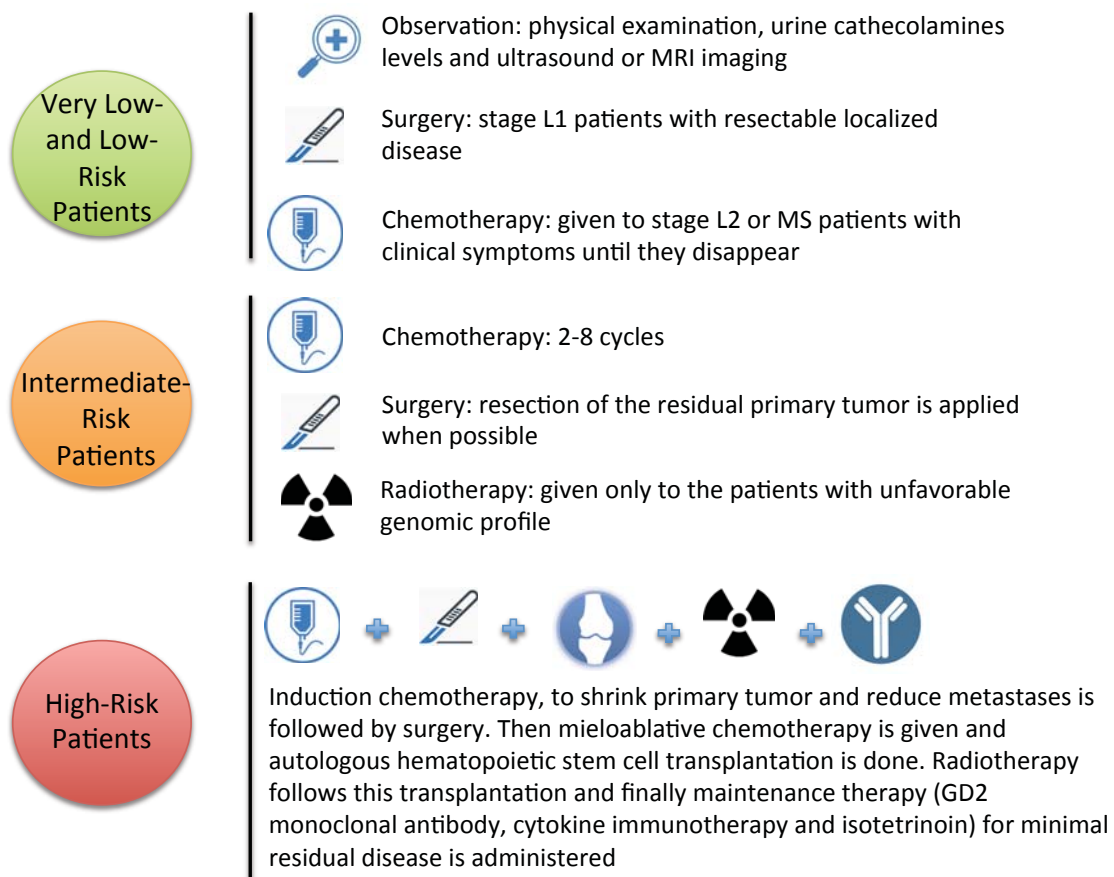 Observation: physical examination, urine cathecolamines
levels and ultrasound or MRI imaging
Very Low-
and Low-
Risk
Patients
Surgery: stage L1 patients with resectable localized
disease
Chemotherapy: given to stage L2 or MS patients with
clinical symptoms until they disappear
Intermediate-
Risk
Patients
Chemotherapy: 2-8 cycles
Surgery: resection of the residual primary tumor is applied
when possible
Radiotherapy: given only to the patients with unfavorable
genomic profile
High-Risk
Patients
Induction chemotherapy, to shrink primary tumor and reduce metastases is
followed by surgery. Then mieloablative chemotherapy is given and
autologous hematopoietic stem cell transplantation is done. Radiotherapy
follows this transplantation and finally maintenance therapy (GD2
monoclonal antibody, cytokine immunotherapy and isotetrinoin) for minimal
residual disease is administered